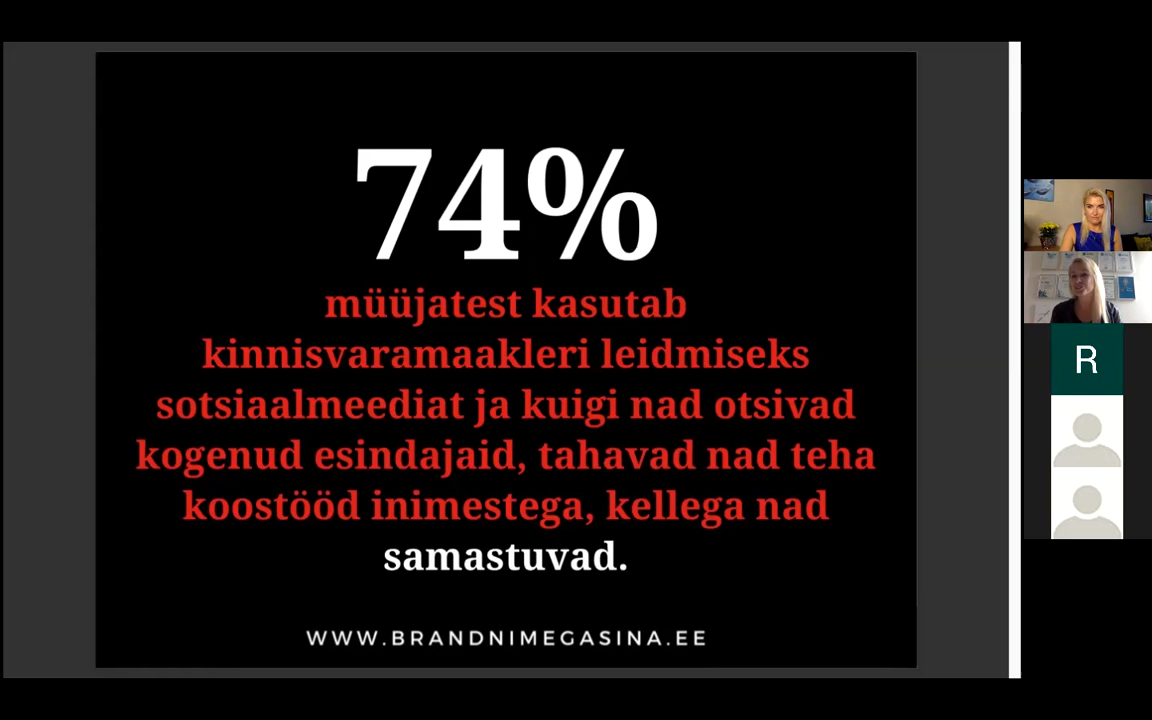 74%
müüjatest kasutab
kinnisvaramaakleri leidmiseks
sotsiaalmeediat ja kuigi nad otsivad
kogenud esindajaid, tahavad nad teha
koostööd inimestega, kellega nad
samastuvad.
WWW.BRANDNIMEGASINA.EE
R